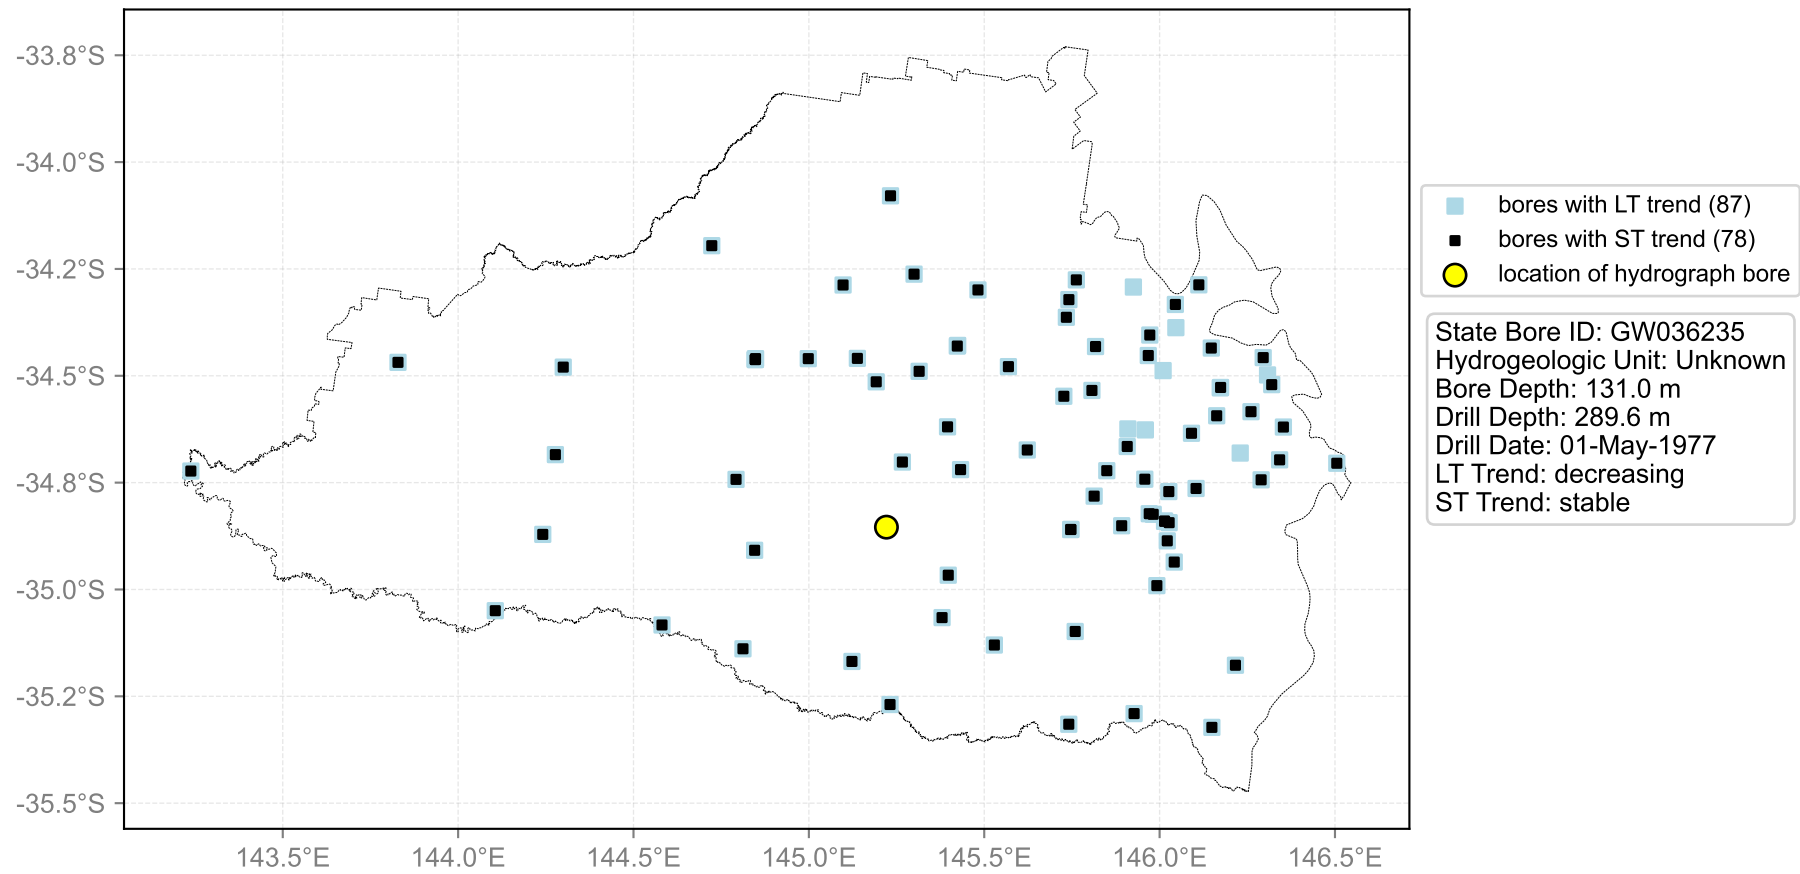 -33.8°S
-34.0°S
-34.2°S
-34.5°S
-34.8°S
-35.0°S
-35.2°S
-35.5°S
143.5°E 144.0°E 144.5°E 145.0°E 145.5°E 146.0°E 146.5°E
bores with LT trend (87)
bores with ST trend (78)
location of hydrograph bore
State Bore ID: GW036235
Hydrogeologic Unit: Unknown
Bore Depth: 131.0 m
Drill Depth: 289.6 m
Drill Date: 01-May-1977
LT Trend: decreasing
ST Trend: stable